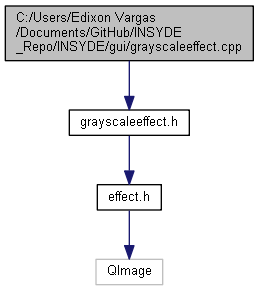 C:/Users/Edixon Vargas
/Documents/GitHub/INSYDE
_Repo/INSYDE/gui/grayscaleeffect.cpp
grayscaleeffect.h
effect.h
QImage